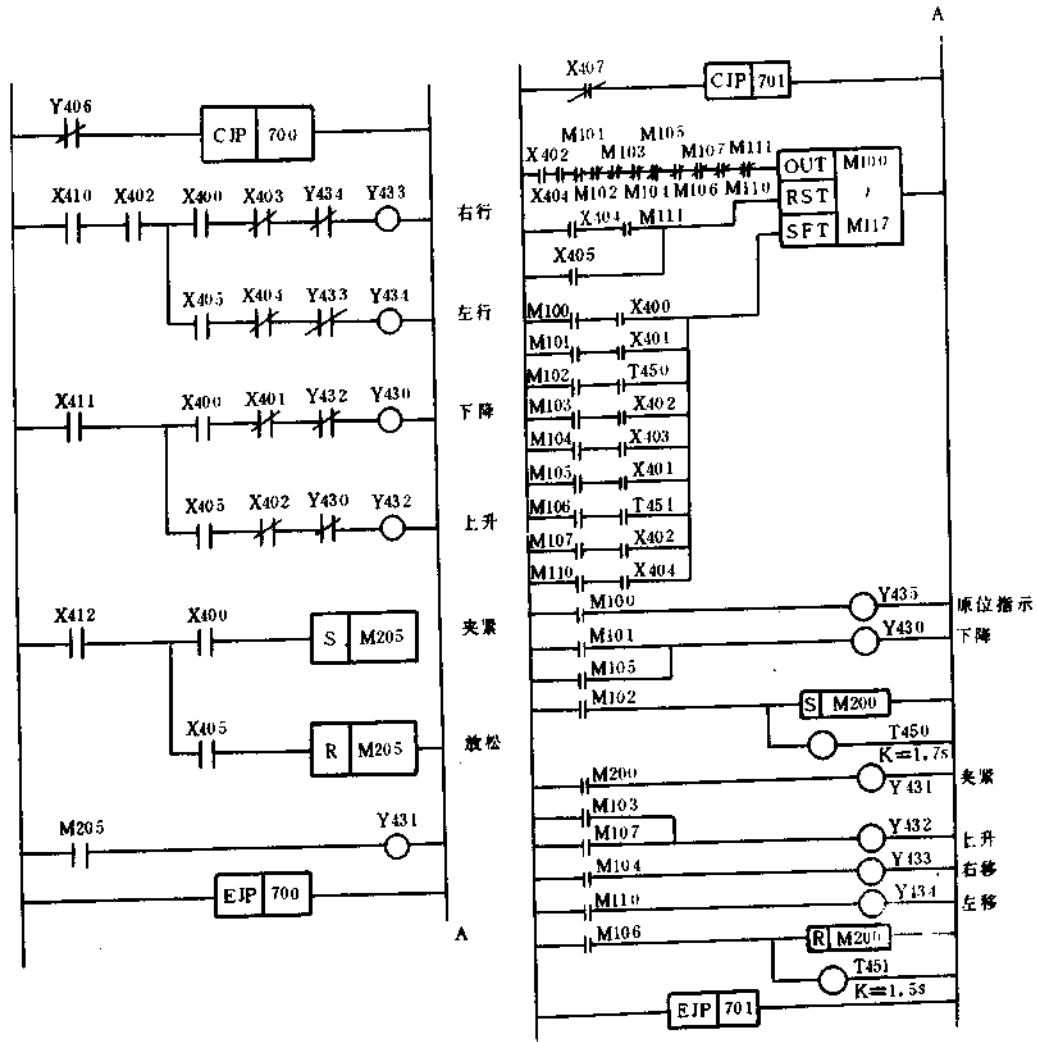 Y406
CJP 700
X410 X402 X400 X403 Y434 Y433 右行
X405 X404 Y433 Y434 左行
X411 X400 X401 Y432 Y430 下降
X405 X402 Y430 Y432 上升
X412 X400 S M205 夹紧
X405 R M205 放松
M205 Y431
EJP 700
A
A
X407 CJP 701
M101 M105
X402 M103 M107 M111
OUT M100
X404 M102 M104 M106 M110
RST
X404 M111
SFT M117
X405
M100 X400
M101 X401
M102 T450
M103 X402
M104 X403
M105 X401
M106 T451
M107 X402
M110 X404
M100 Y435 原位指示
M101 Y430 下降
M105
M102 S M200
T450
K=1.7s
M200 Y431 夹紧
M103
M107 Y432 上升
M104 Y433 右移
M110 Y434 左移
M106 R M200
T451
K=1.5s
EJP 701